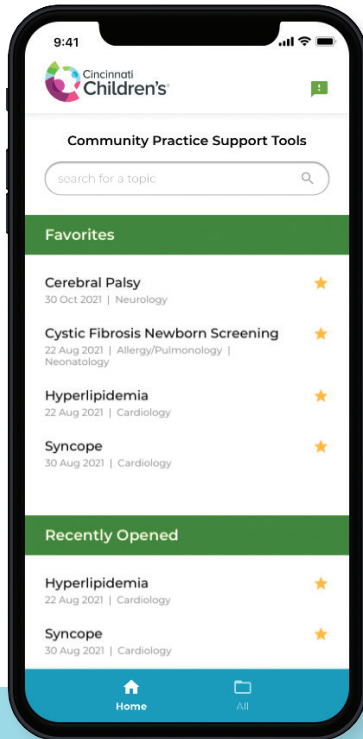 9:41
Cincinnati
Children's
Community Practice Support Tools
search for a topic
Favorites
Cerebral Palsy
30 Oct 2021 | Neurology
Cystic Fibrosis Newborn Screening
22 Aug 2021 | Allergy/Pulmonology |
Neonatology
Hyperlipidemia
22 Aug 2021 | Cardiology
Syncope
30 Aug 2021 | Cardiology
Recently Opened
Hyperlipidemia
22 Aug 2021 | Cardiology
Syncope
30 Aug 2021 | Cardiology
Home
All